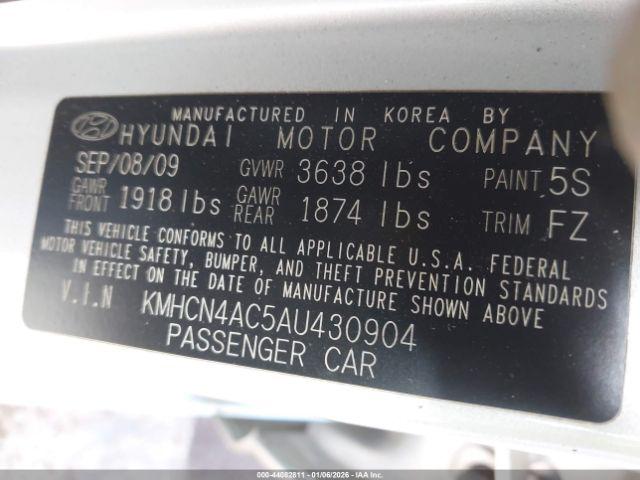 MANUFACTURED IN KOREA BY
HYUNDAI MOTOR COMPANY
SEP/08/09 GVWR 3638 lbs PAINT 5S
GAWR FRONT 1918 lbs GAWR REAR 1874 lbs TRIM FZ
THIS VEHICLE CONFORMS TO ALL APPLICABLE U.S.A. FEDERAL
MOTOR VEHICLE SAFETY, BUMPER, AND THEFT PREVENTION STANDARDS
IN EFFECT ON THE DATE OF MANUFACTURE SHOWN ABOVE
V.I.N KMHCN4AC5AU430904
PASSENGER CAR
000-44082811 - 01/06/2026 - IAA Inc.